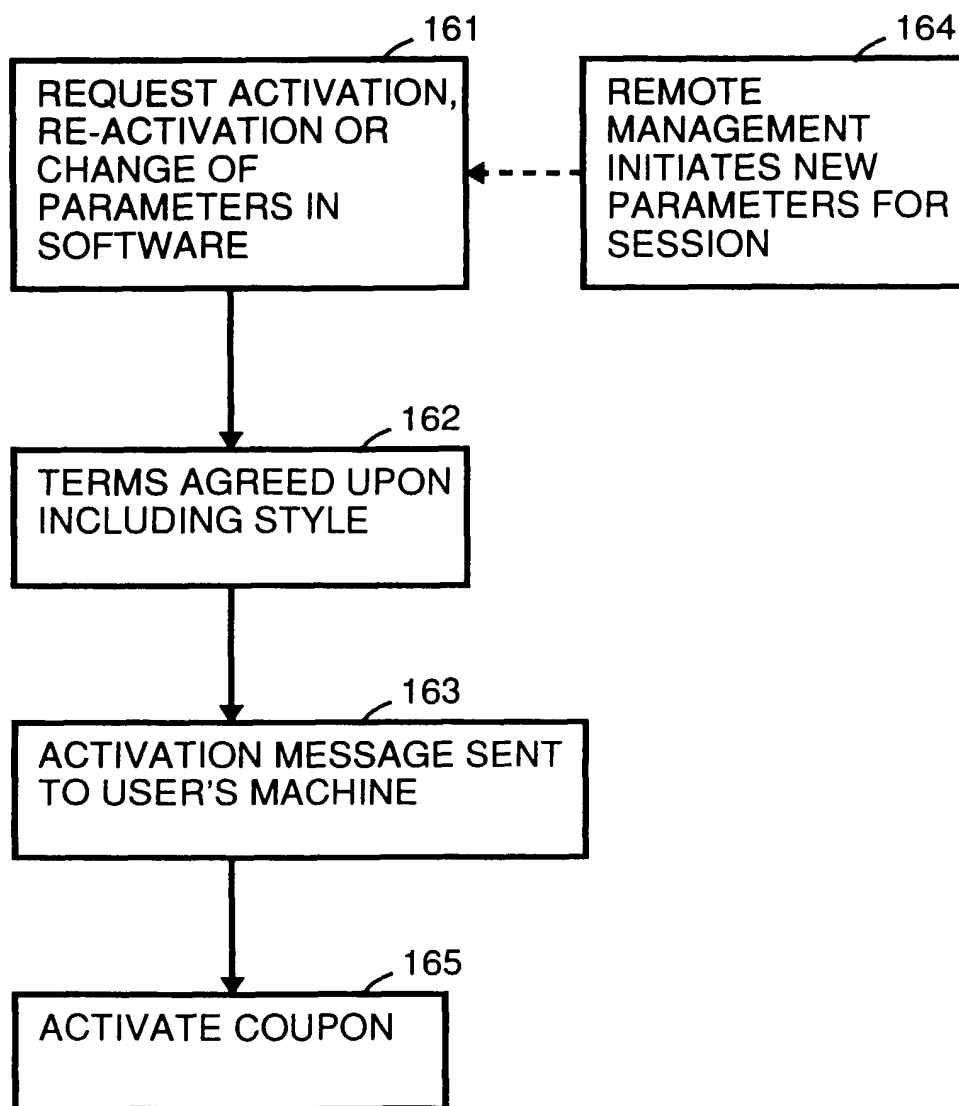 161
REQUEST ACTIVATION,
RE-ACTIVATION OR
CHANGE OF
PARAMETERS IN
SOFTWARE
164
REMOTE
MANAGEMENT
INITIATES NEW
PARAMETERS FOR
SESSION
162
TERMS AGREED UPON
INCLUDING STYLE
163
ACTIVATION MESSAGE SENT
TO USER'S MACHINE
165
ACTIVATE COUPON